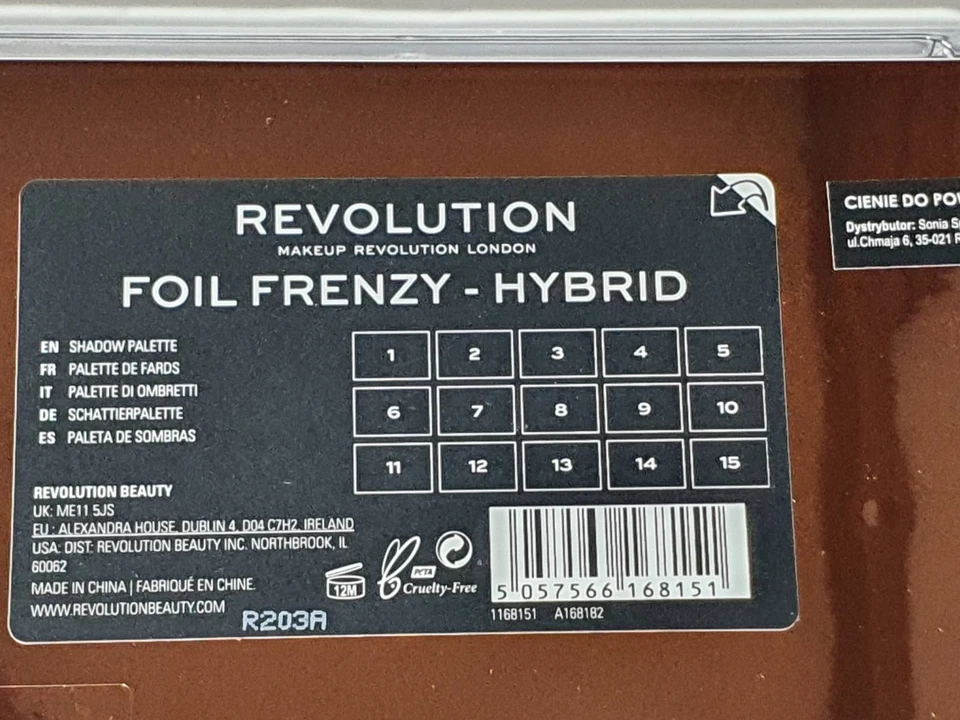 REVOLUTION
MAKEUP REVOLUTION LONDON
FOIL FRENZY - HYBRID
EN SHADOW PALETTE
FR PALETTE DE FARDS
IT PALETTE DI OMBRETTI
DE SCHATTIERPALETTE
ES PALETA DE SOMBRAS
1 2 3 4 5
6 7 8 9 10
11 12 13 14 15
REVOLUTION BEAUTY
UK: ME11 5JS
EU : ALEXANDRA HOUSE, DUBLIN 4, D04 C7H2, IRELAND
USA: DIST: REVOLUTION BEAUTY INC. NORTHBROOK, IL
60062
MADE IN CHINA | FABRIQUÉ EN CHINE.
WWW.REVOLUTIONBEAUTY.COM
R203A
12M
PETA
Cruelty-Free
5 057566 168151
1168151 A168182
CIENIE DO
Dystrybutor: Sonia
ul.Chmaja 6, 35-021